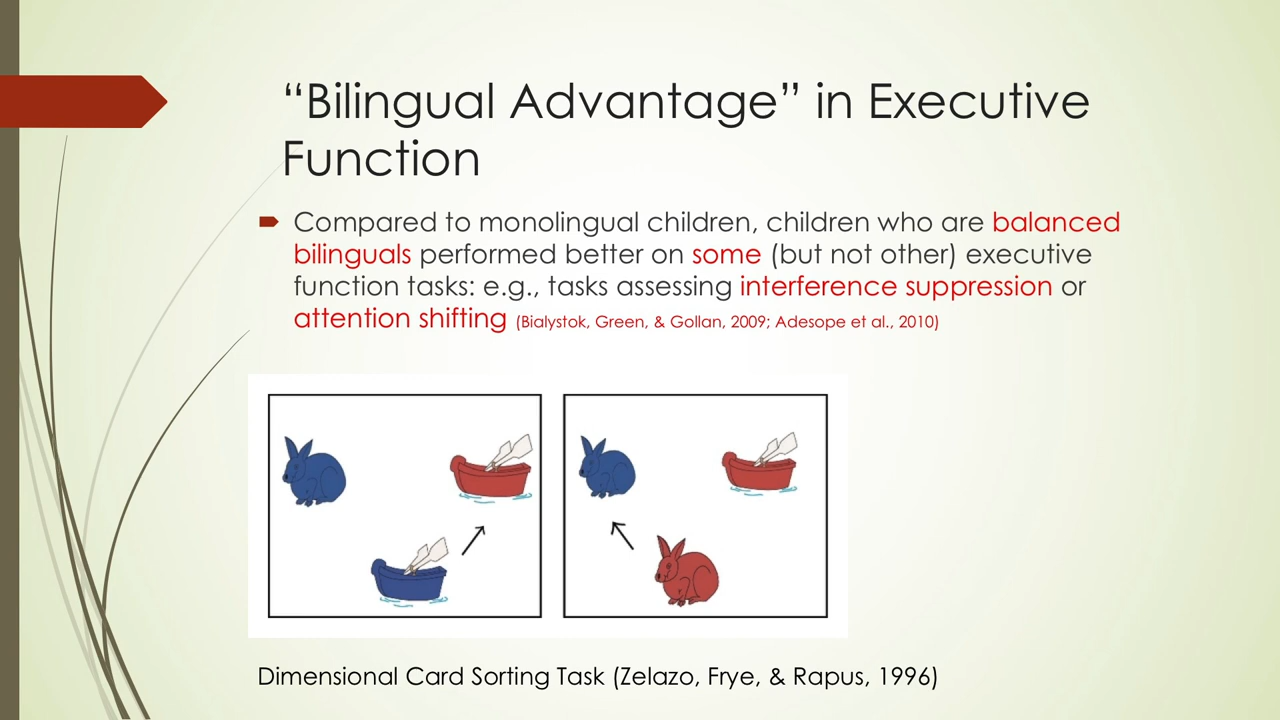 “Bilingual Advantage” in Executive
Function
Compared to monolingual children, children who are balanced
bilinguals performed better on some (but not other) executive
function tasks: e.g., tasks assessing interference suppression or
attention shifting (Bialystok, Green, & Gollan, 2009; Adesope et al., 2010)
Dimensional Card Sorting Task (Zelazo, Frye, & Rapus, 1996)